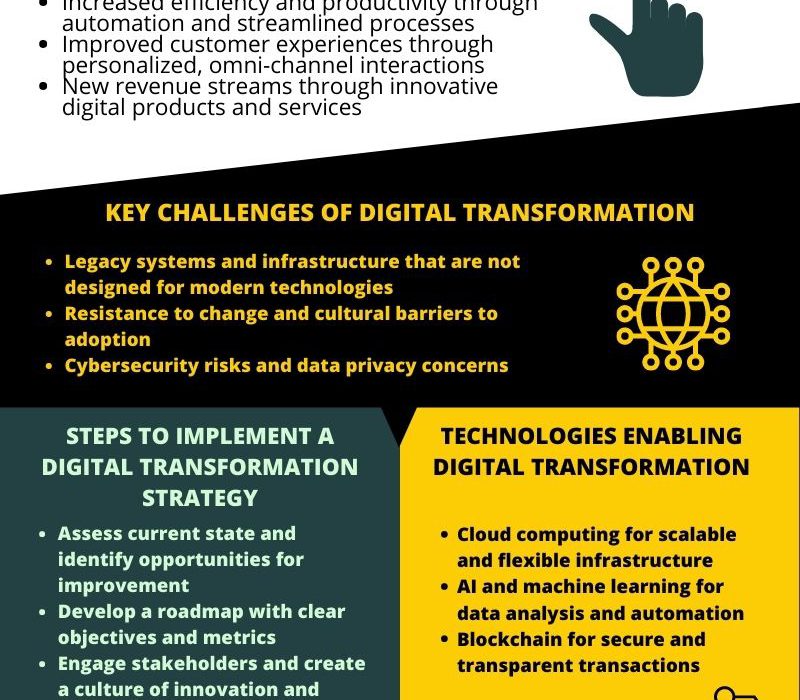 • Increased efficiency and productivity through
automation and streamlined processes
• Improved customer experiences through
personalized, omni-channel interactions
• New revenue streams through innovative
digital products and services
KEY CHALLENGES OF DIGITAL TRANSFORMATION
• Legacy systems and infrastructure that are not
designed for modern technologies
• Resistance to change and cultural barriers to
adoption
• Cybersecurity risks and data privacy concerns
STEPS TO IMPLEMENT A
DIGITAL TRANSFORMATION
STRATEGY
• Assess current state and
identify opportunities for
improvement
• Develop a roadmap with clear
objectives and metrics
• Engage stakeholders and create
a culture of innovation and
TECHNOLOGIES ENABLING
DIGITAL TRANSFORMATION
• Cloud computing for scalable
and flexible infrastructure
• AI and machine learning for
data analysis and automation
• Blockchain for secure and
transparent transactions